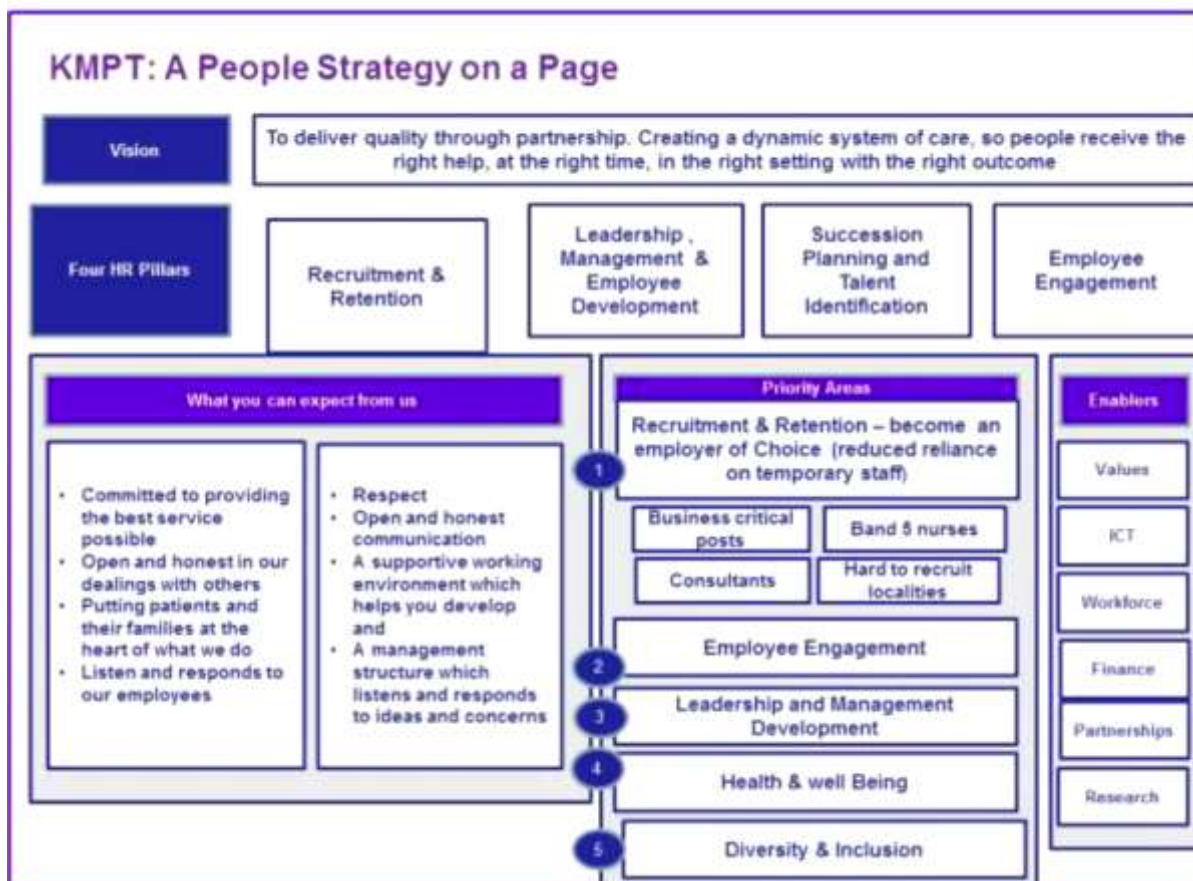 KMPT: A People Strategy on a Page
Vision
To deliver quality through partnership. Creating a dynamic system of care, so people receive the
right help, at the right time, in the right setting with the right outcome
Four HR Pillars
Recruitment &
Retention
Leadership ,
Management &
Employee
Development
Succession
Planning and
Talent
Identification
Employee
Engagement
What you can expect from us
• Committed to providing
the best service
possible
• Open and honest in our
dealings with others
• Putting patients and
their families at the
heart of what we do
• Listen and responds to
our employees
• Respect
• Open and honest
communication
• A supportive working
environment which
helps you develop
and
• A management
structure which
listens and responds
to ideas and concerns
Priority Areas
1
Recruitment & Retention – become an
employer of Choice (reduced reliance
on temporary staff)
Business critical
posts
Band 5 nurses
Consultants
Hard to recruit
localities
2
Employee Engagement
3
Leadership and Management
Development
4
Health & well Being
5
Diversity & Inclusion
Enablers
Values
ICT
Workforce
Finance
Partnerships
Research